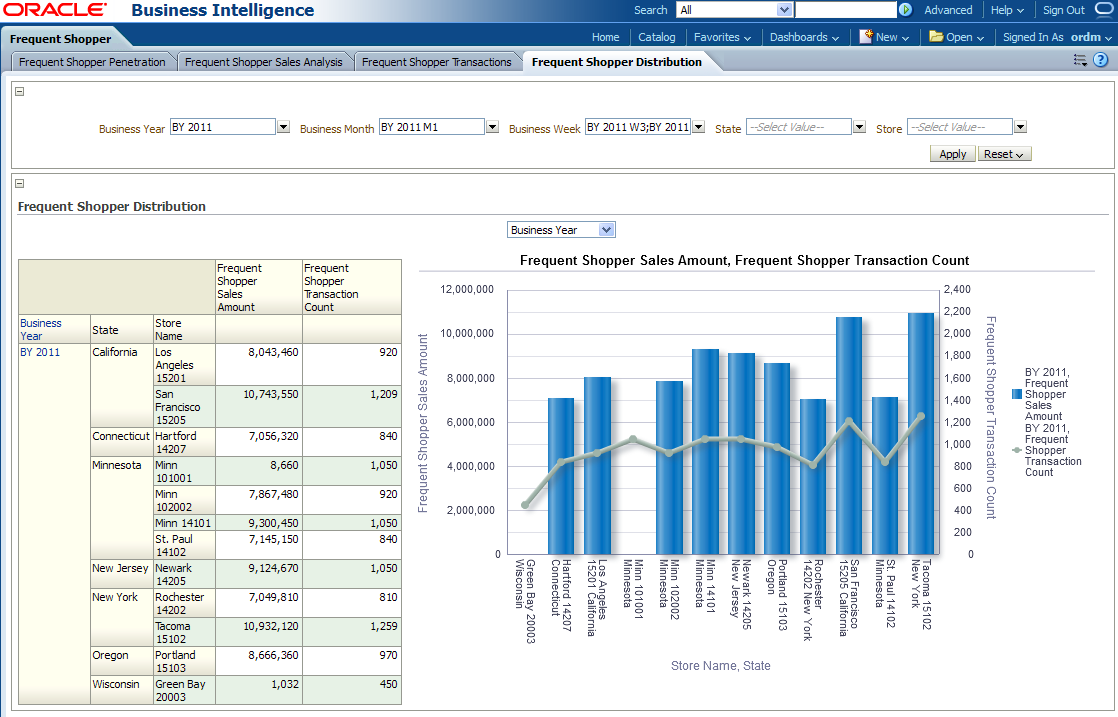 ORACLE® Business Intelligence
Search All Advanced Help Sign Out
Frequent Shopper
Home Catalog Favorites Dashboards New Open Signed In As ordm
Frequent Shopper Penetration Frequent Shopper Sales Analysis Frequent Shopper Transactions Frequent Shopper Distribution
Business Year BY 2011 Business Month BY 2011 M1 Business Week BY 2011 W3;BY 2011 State --Select Value-- Store --Select Value--
Apply Reset
Frequent Shopper Distribution
Business Year
Frequent Shopper Sales Amount
Frequent Shopper Transaction Count
Business Year State Store Name
BY 2011 California Los Angeles 15201 8,043,460 920
San Francisco 15205 10,743,550 1,209
Connecticut Hartford 14207 7,056,320 840
Minnesota Minn 101001 8,660 1,050
Minn 102002 7,867,480 920
Minn 14101 9,300,450 1,050
St. Paul 14102 7,145,150 840
New Jersey Newark 14205 9,124,670 1,050
New York Rochester 14202 7,049,810 810
Tacoma 15102 10,932,120 1,259
Oregon Portland 15103 8,666,360 970
Wisconsin Green Bay 20003 1,032 450
Frequent Shopper Sales Amount, Frequent Shopper Transaction Count
Frequent Shopper Sales Amount
12,000,000
10,000,000
8,000,000
6,000,000
4,000,000
2,000,000
0
2,400
2,200
2,000
1,800
1,600
1,400
1,200
1,000
800
600
400
200
0
Frequent Shopper Transaction Count
Green Bay 20003 Wisconsin
Hartford 14207 Connecticut
Los Angeles 15201 California
Minn 101001 Minnesota
Minn 102002 Minnesota
Minn 14101 Minnesota
Newark 14205 New Jersey
Portland 15103 Oregon
Rochester 14202 New York
San Francisco 15205 California
St. Paul 14102 Minnesota
Tacoma 15102 New York
Store Name, State
BY 2011, Frequent Shopper Sales Amount
BY 2011, Frequent Shopper Transaction Count